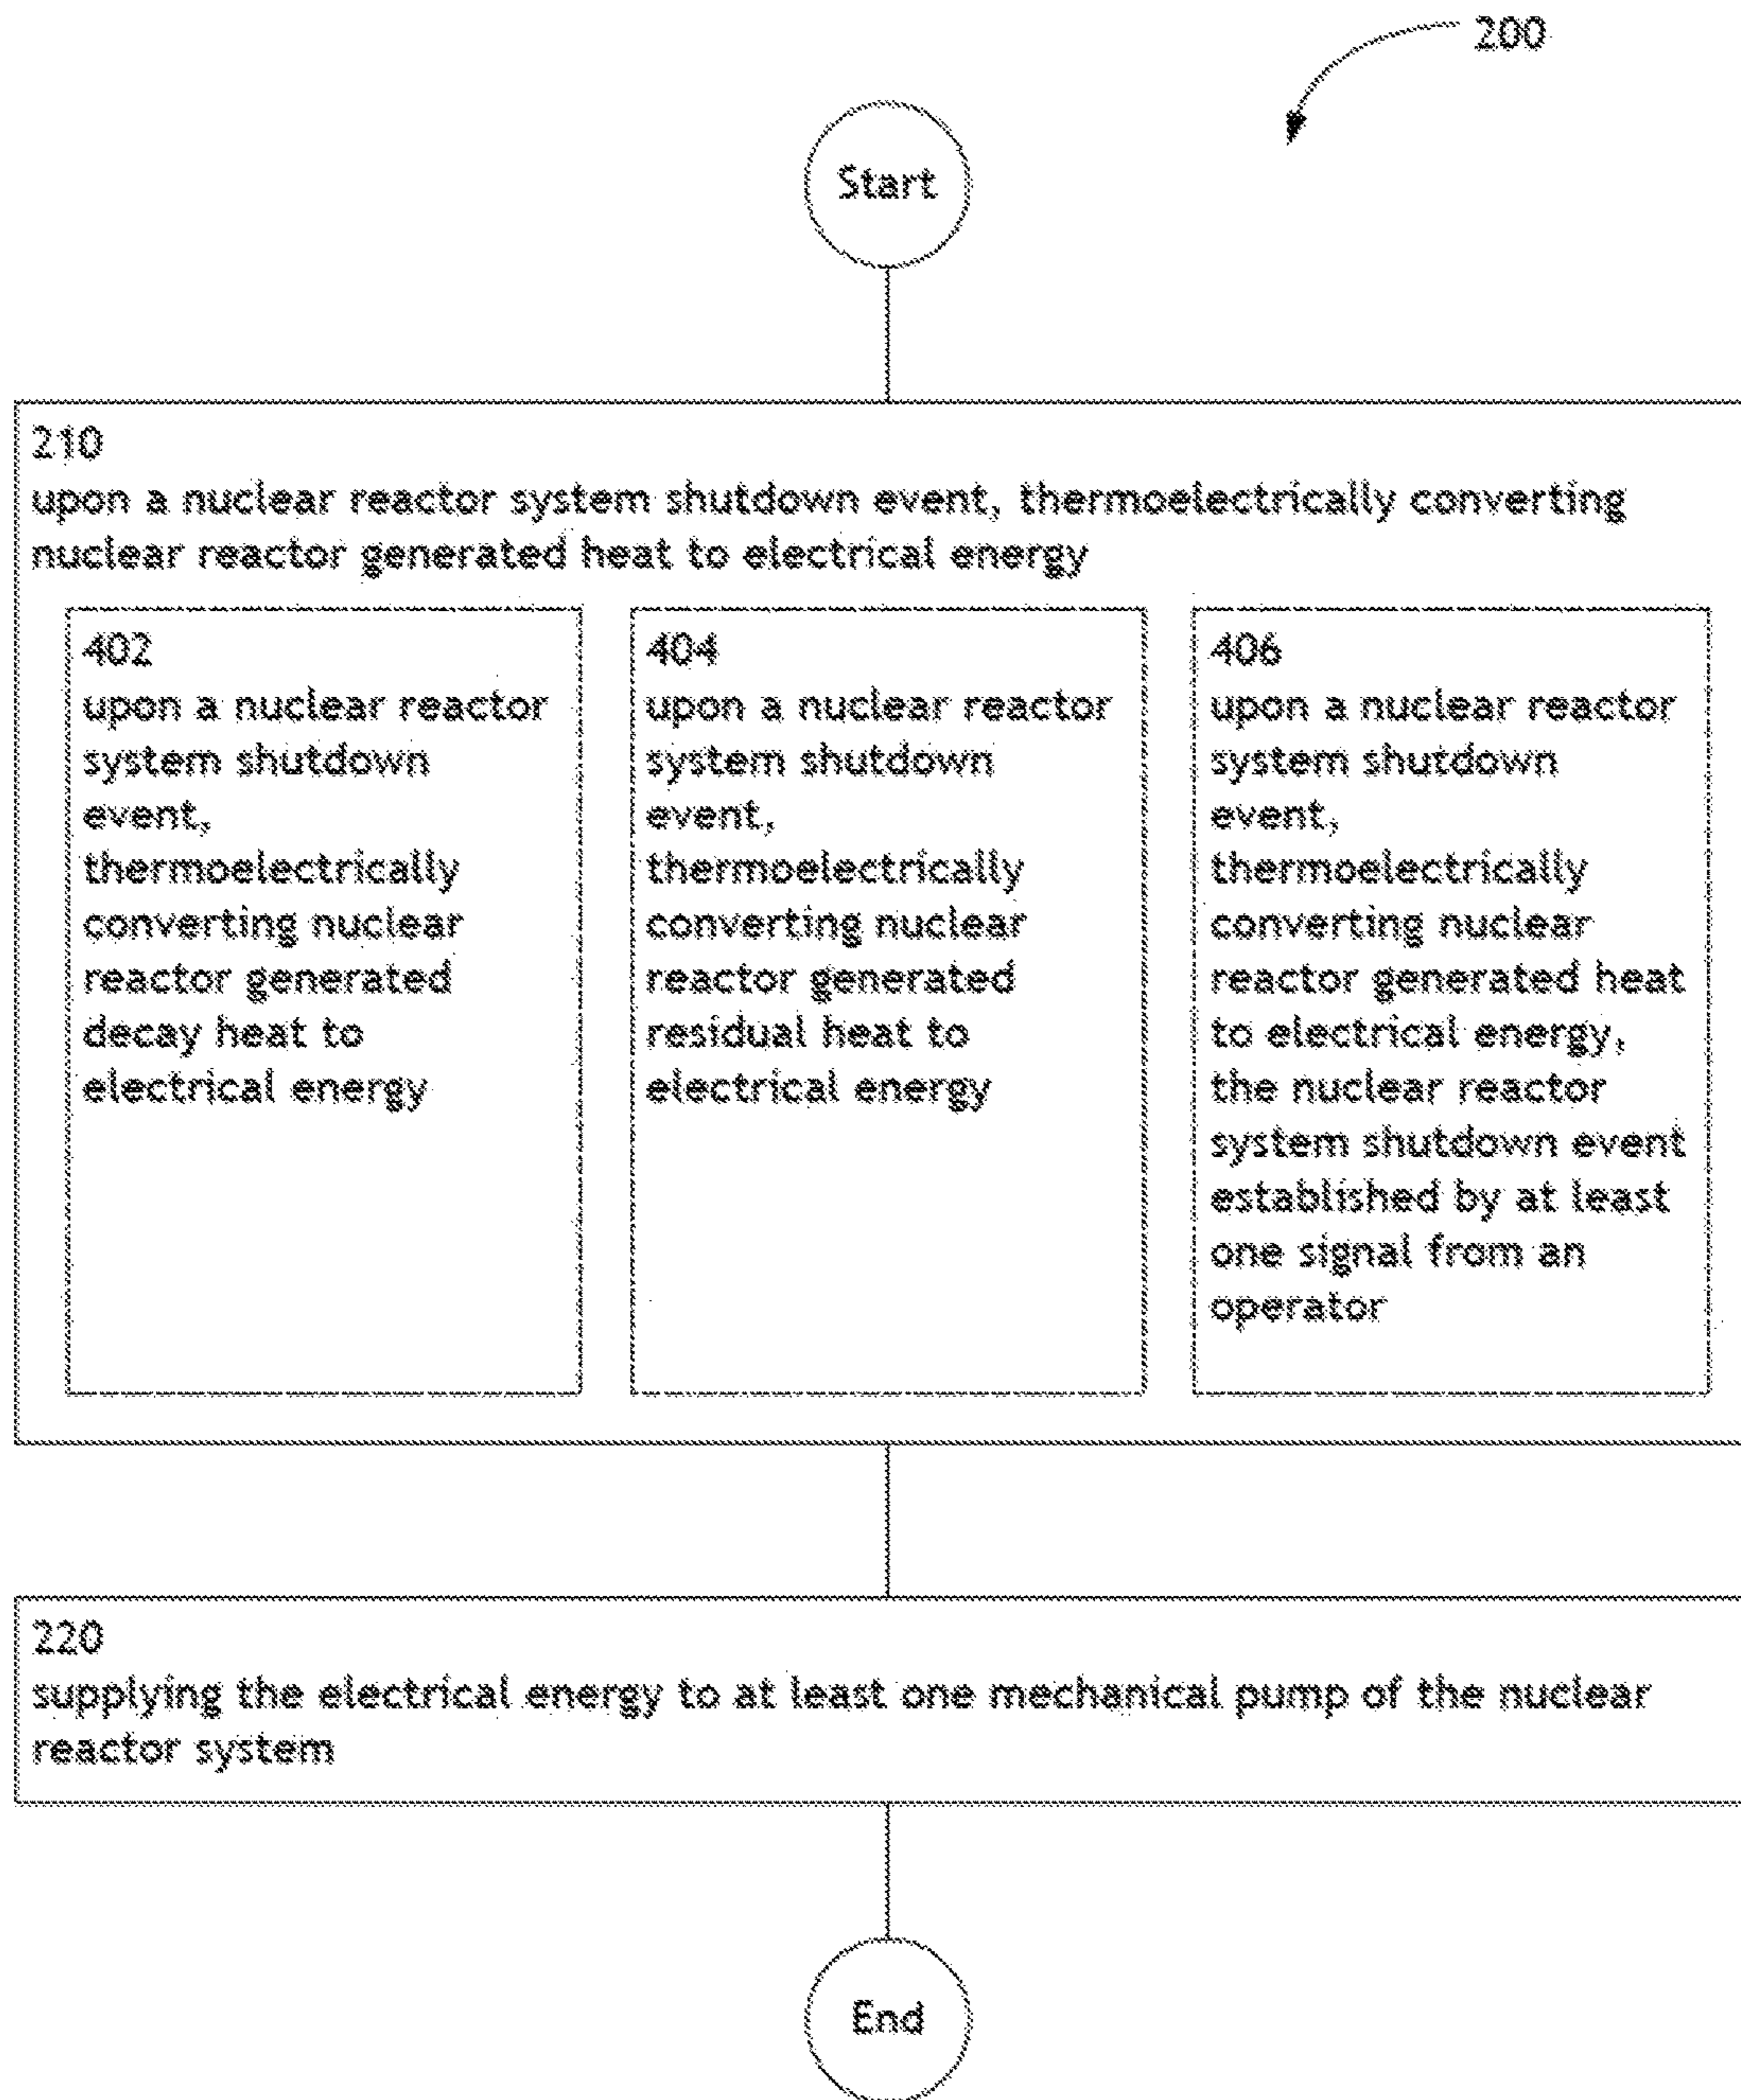 200
Start
210
upon a nuclear reactor system shutdown event, thermoelectrically converting
nuclear reactor generated heat to electrical energy
402
upon a nuclear reactor
system shutdown
event,
thermoelectrically
converting nuclear
reactor generated
decay heat to
electrical energy
404
upon a nuclear reactor
system shutdown
event,
thermoelectrically
converting nuclear
reactor generated
residual heat to
electrical energy
406
upon a nuclear reactor
system shutdown
event,
thermoelectrically
converting nuclear
reactor generated heat
to electrical energy,
the nuclear reactor
system shutdown event
established by at least
one signal from an
operator
220
supplying the electrical energy to at least one mechanical pump of the nuclear
reactor system
End